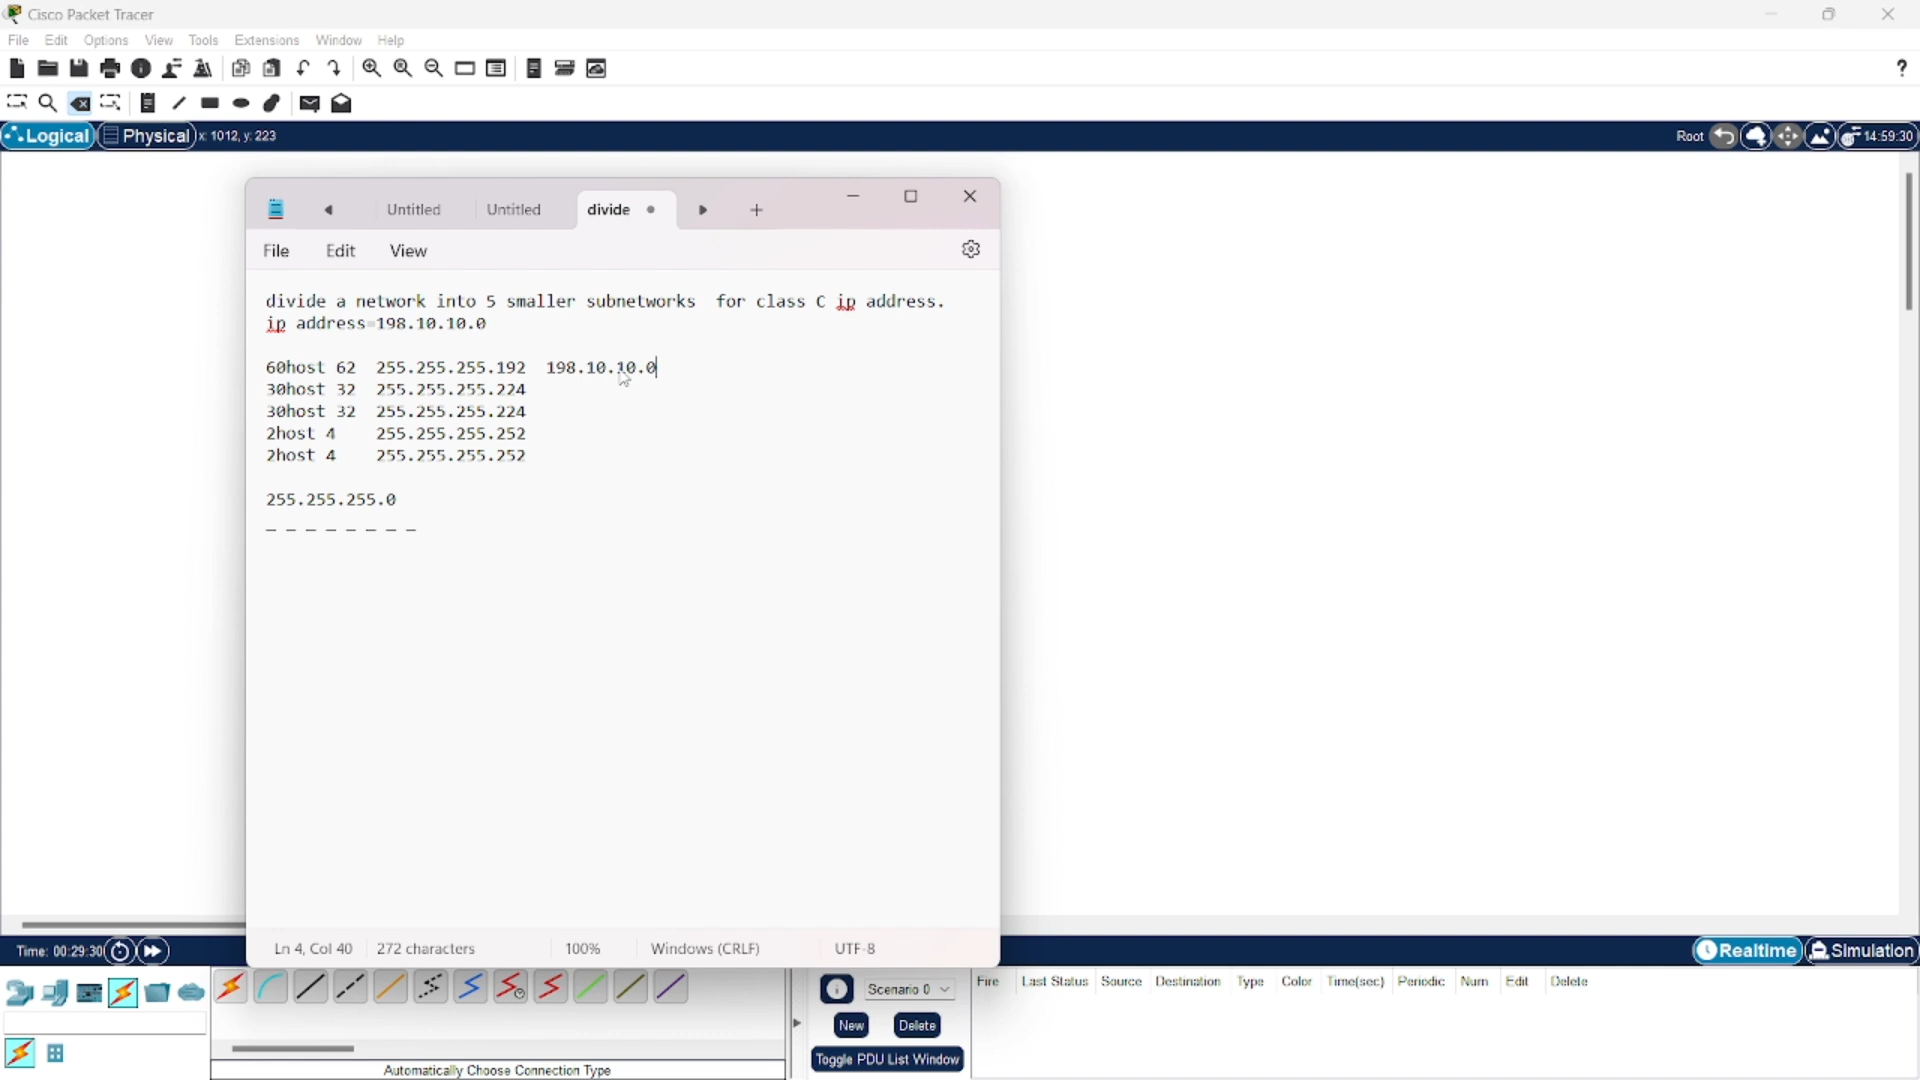 Cisco Packet Tracer
File Edit Options View Tools Extensions Window Help
?
Logical Physical x: 1012, y: 223 Root 14:59:30
Untitled Untitled divide
File Edit View
divide a network into 5 smaller subnetworks  for class C ip address.
ip address=198.10.10.0
60host 62  255.255.255.192  198.10.10.0
30host 32  255.255.255.224
30host 32  255.255.255.224
2host 4    255.255.255.252
2host 4    255.255.255.252
255.255.255.0
_ _ _ _ _ _ _ _
Ln 4, Col 40 272 characters 100% Windows (CRLF) UTF-8
Time: 00:29:30 Realtime Simulation
Scenario 0 Fire Last Status Source Destination Type Color Time(sec) Periodic Num Edit Delete
New Delete
Toggle PDU List Window
Automatically Choose Connection Type